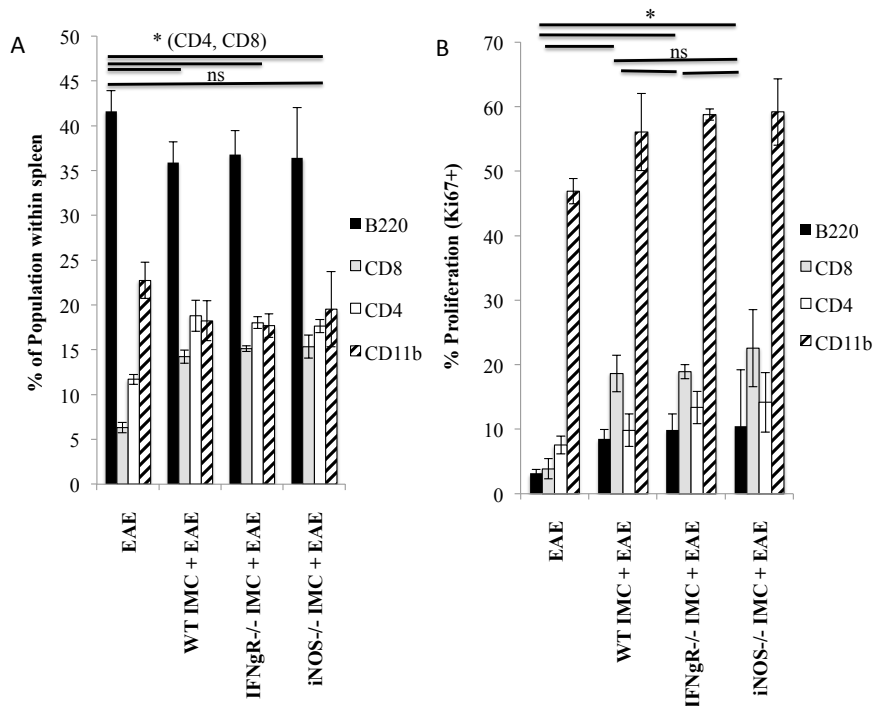 A
* (CD4, CD8)
ns
50
45
40
35
30
25
20
15
10
5
0
% of Population within spleen
B220
CD8
CD4
CD11b
EAE
WT IMC + EAE
IFNgR-/- IMC + EAE
iNOS-/- IMC + EAE
B
*
ns
70
60
50
40
30
20
10
0
% Proliferation (Ki67+)
B220
CD8
CD4
CD11b
EAE
WT IMC + EAE
IFNgR-/- IMC + EAE
iNOS-/- IMC + EAE